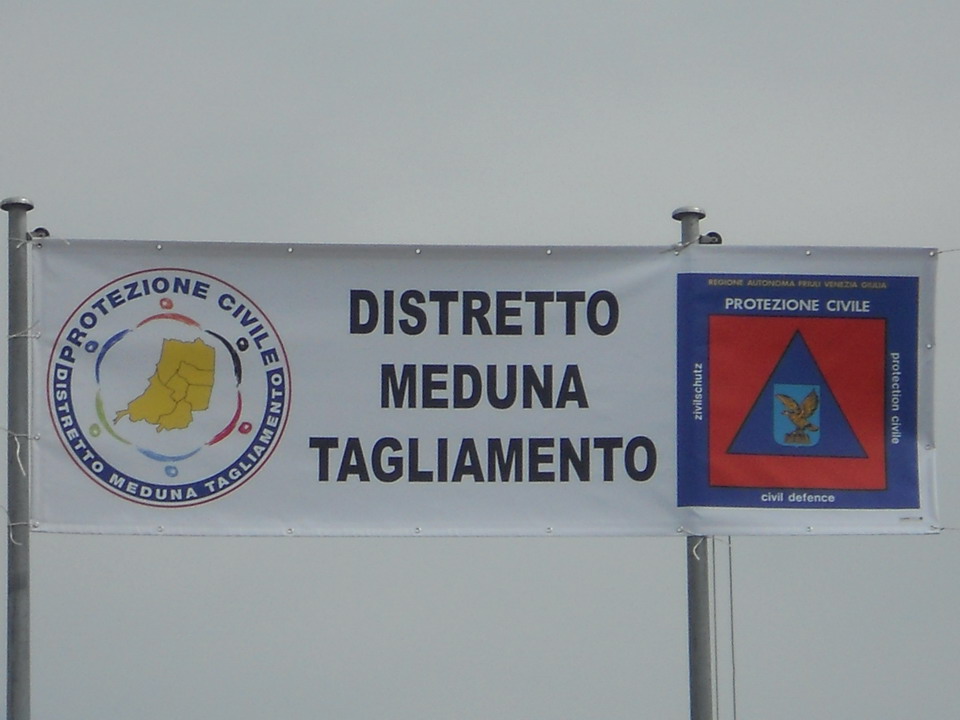 PROTEZIONE CIVILE
DISTRETTO MEDUNA TAGLIAMENTO
DISTRETTO
MEDUNA
TAGLIAMENTO
REGIONE AUTONOMA FRIULI VENEZIA GIULIA
PROTEZIONE CIVILE
zivilschutz
protection civile
civil defence